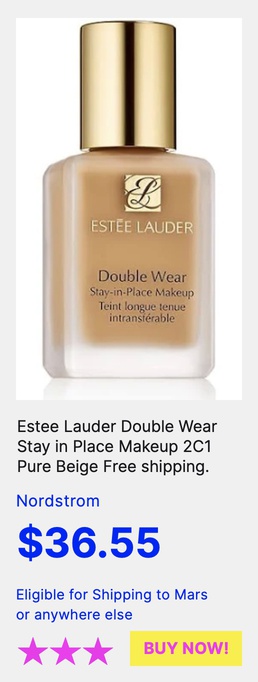 ESTĒE LAUDER
Double Wear
Stay-in-Place Makeup
Teint longue tenue
intransférable
Estee Lauder Double Wear
Stay in Place Makeup 2C1
Pure Beige Free shipping.
Nordstrom
$36.55
Eligible for Shipping to Mars
or anywhere else
BUY NOW!